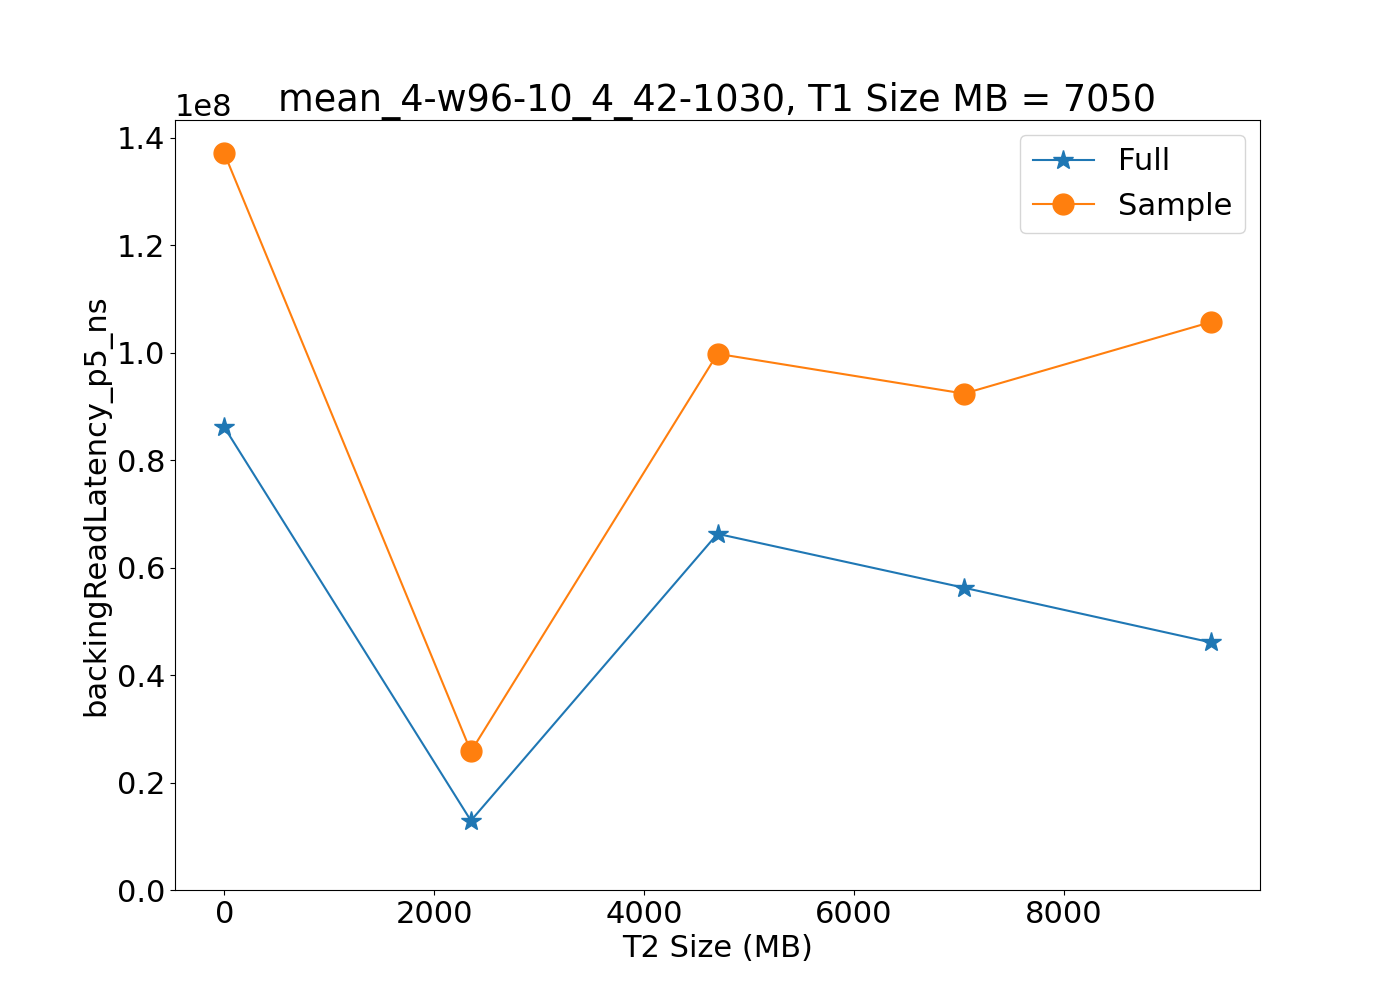 mean_4-w96-10_4_42-1030, T1 Size MB = 7050
1e8
1.4
1.2
1.0
0.8
0.6
0.4
0.2
0.0
backingReadLatency_p5_ns
Full
Sample
0 2000 4000 6000 8000
T2 Size (MB)